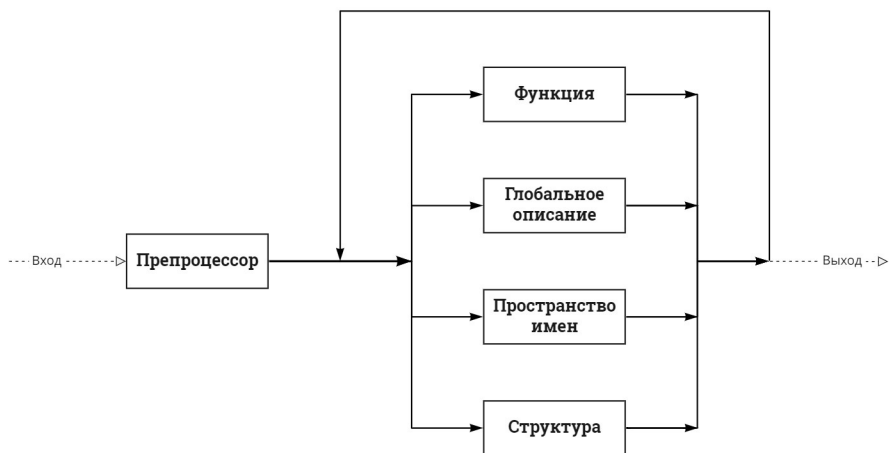 Функция
Глобальное
описание
Вход
Препроцессор
Выход
Пространство
имен
Структура